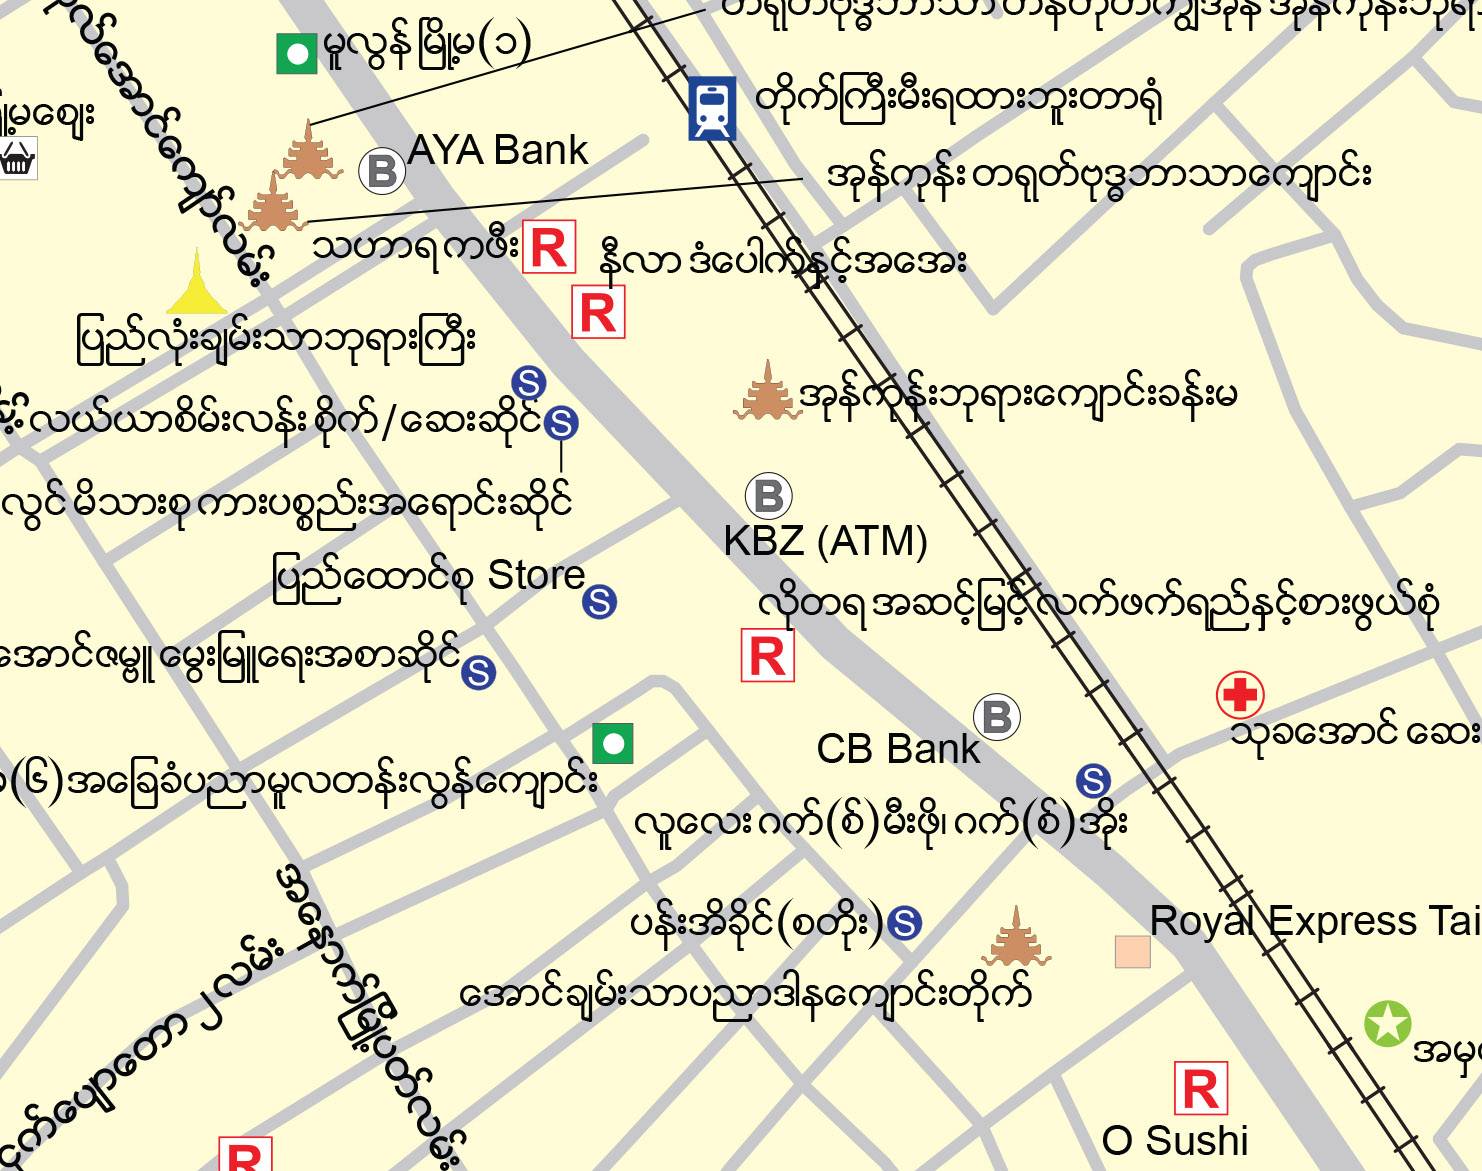 မူလွန် မြို့မ(၁)
တိုက်ကြီးမီးရထားဘူတာရုံ
AYA Bank
အုန်ကုန်း တရုတ်ဗုဒ္ဓဘာသာကျောင်း
သဟာရ ကဖီး
နီလာ ဒံပေါက်နှင့်အအေး
ပြည်လုံးချမ်းသာဘုရားကြီး
အုန်ကုန်းဘုရားကျောင်းခန်းမ
လယ်ယာစိမ်းလန်း စိုက်/ဆေးဆိုင်
လွင် မိသားစု ကားပစ္စည်းအရောင်းဆိုင်
KBZ (ATM)
ပြည်ထောင်စု Store
လိုတရ အဆင့်မြင့် လက်ဖက်ရည်နှင့်စားဖွယ်စုံ
အောင်ဇမ္ဗူ မွေးမြူရေးအစာဆိုင်
သုခအောင် ဆေး
CB Bank
(၆)အခြေခံပညာမူလတန်းလွန်ကျောင်း
လူလေး ဂက်(စ်)မီးဖို၊ ဂက်(စ်)အိုး
ပန်းအိခိုင်(စတိုး)
Royal Express Tai
အောင်ချမ်းသာပညာဒါနကျောင်းတိုက်
အနောက်မြို့ပတ်လမ်း
O Sushi